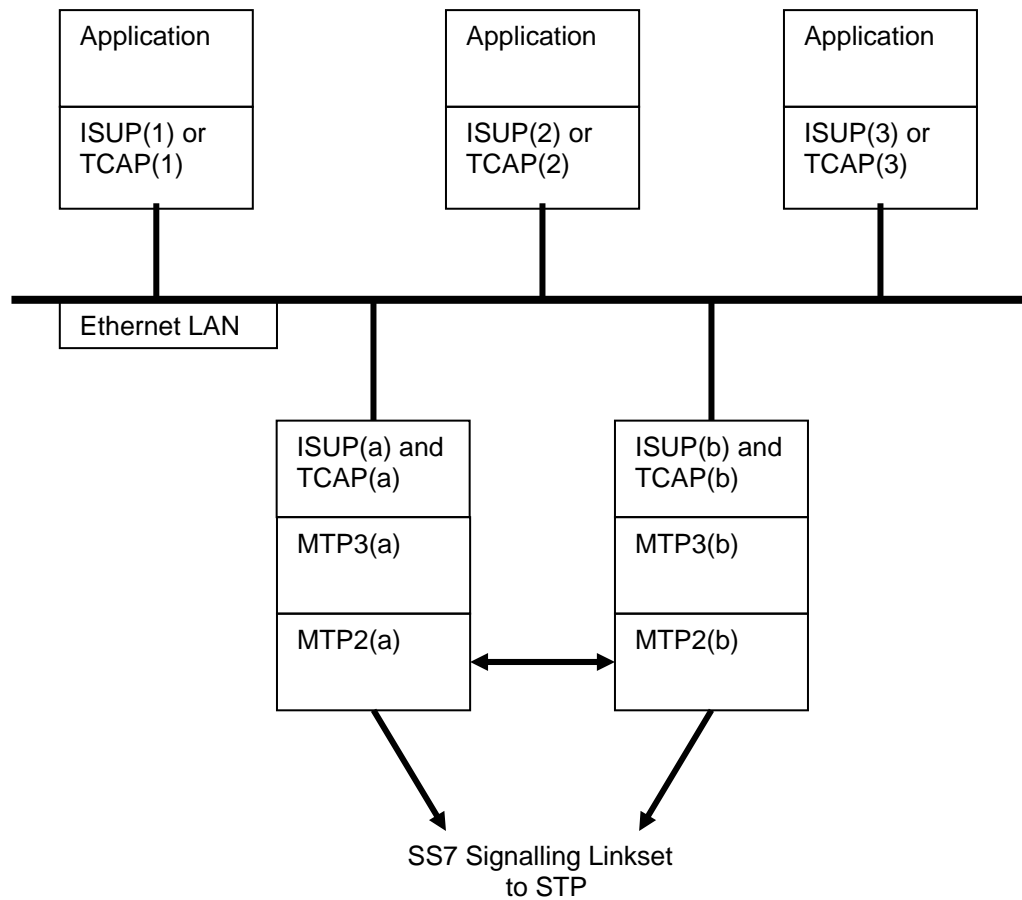 Application
Application
Application
ISUP(1) or
TCAP(1)
ISUP(2) or
TCAP(2)
ISUP(3) or
TCAP(3)
Ethernet LAN
ISUP(a) and
TCAP(a)
ISUP(b) and
TCAP(b)
MTP3(a)
MTP3(b)
MTP2(a)
MTP2(b)
SS7 Signalling Linkset
to STP